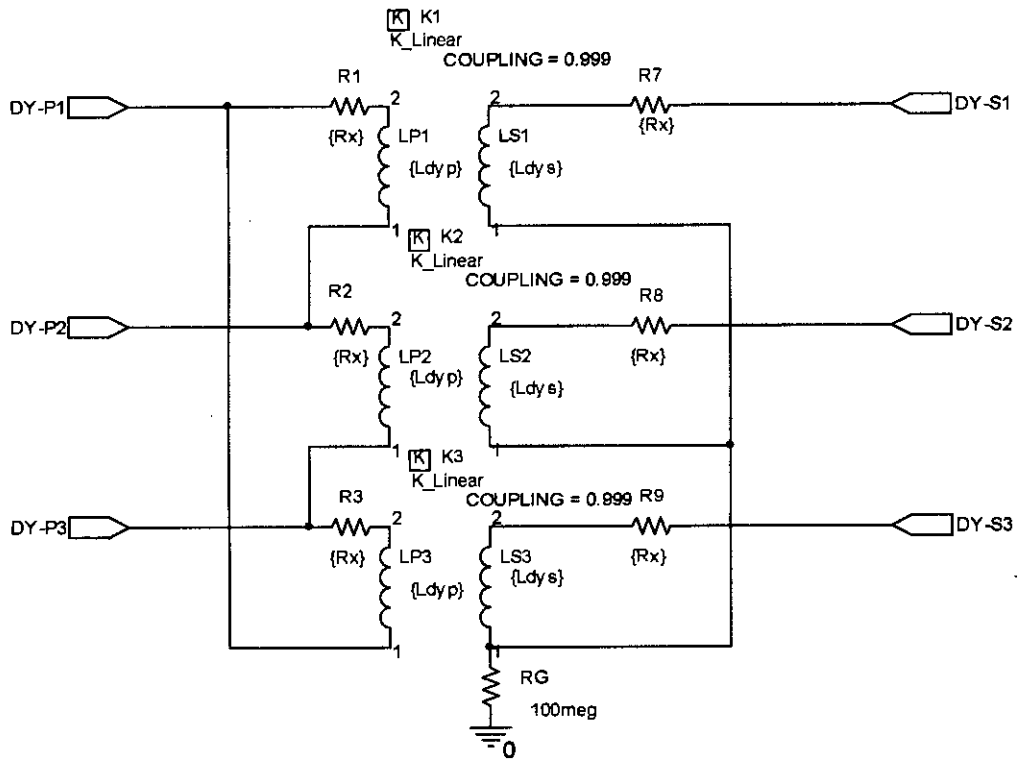 K K1
K_Linear
COUPLING = 0.999
R1
R7
DY-P1
2
2
DY-S1
{Rx}
LP1
LS1
{Rx}
{Ldyp}
{Ldys}
1
1
K K2
K_Linear
COUPLING = 0.999
R2
R8
DY-P2
2
2
DY-S2
{Rx}
LP2
LS2
{Rx}
{Ldyp}
{Ldys}
1
1
K K3
K_Linear
COUPLING = 0.999
R3
R9
DY-P3
2
2
DY-S3
{Rx}
LP3
LS3
{Rx}
{Ldyp}
{Ldys}
1
1
RG
100meg
0